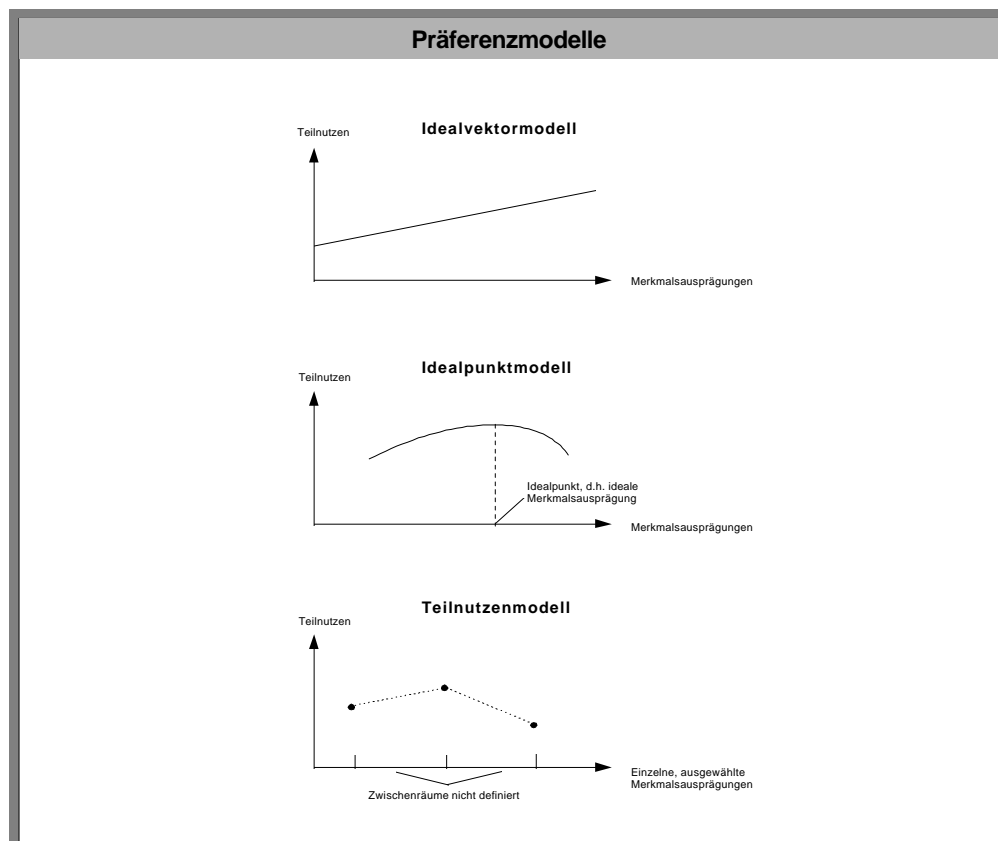 Präferenzmodelle
Idealvektormodell
Teilnutzen
Merkmalsausprägungen
Idealpunktmodell
Teilnutzen
Idealpunkt, d.h. ideale
Merkmalsausprägung
Merkmalsausprägungen
Teilnutzenmodell
Teilnutzen
Einzelne, ausgewählte
Merkmalsausprägungen
Zwischenräume nicht definiert